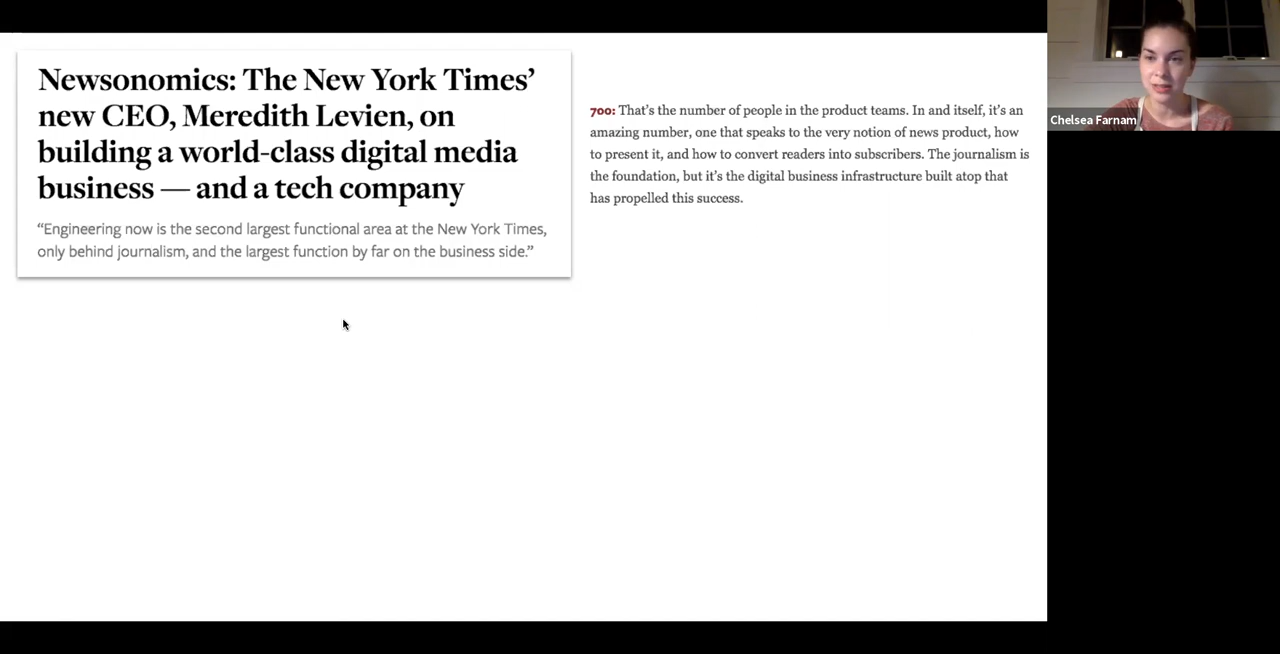 Newsonomics: The New York Times’
new CEO, Meredith Levien, on
building a world-class digital media
business — and a tech company
“Engineering now is the second largest functional area at the New York Times,
only behind journalism, and the largest function by far on the business side.”
700: That’s the number of people in the product teams. In and itself, it’s an
amazing number, one that speaks to the very notion of news product, how
to present it, and how to convert readers into subscribers. The journalism is
the foundation, but it’s the digital business infrastructure built atop that
has propelled this success.
Chelsea Farnam